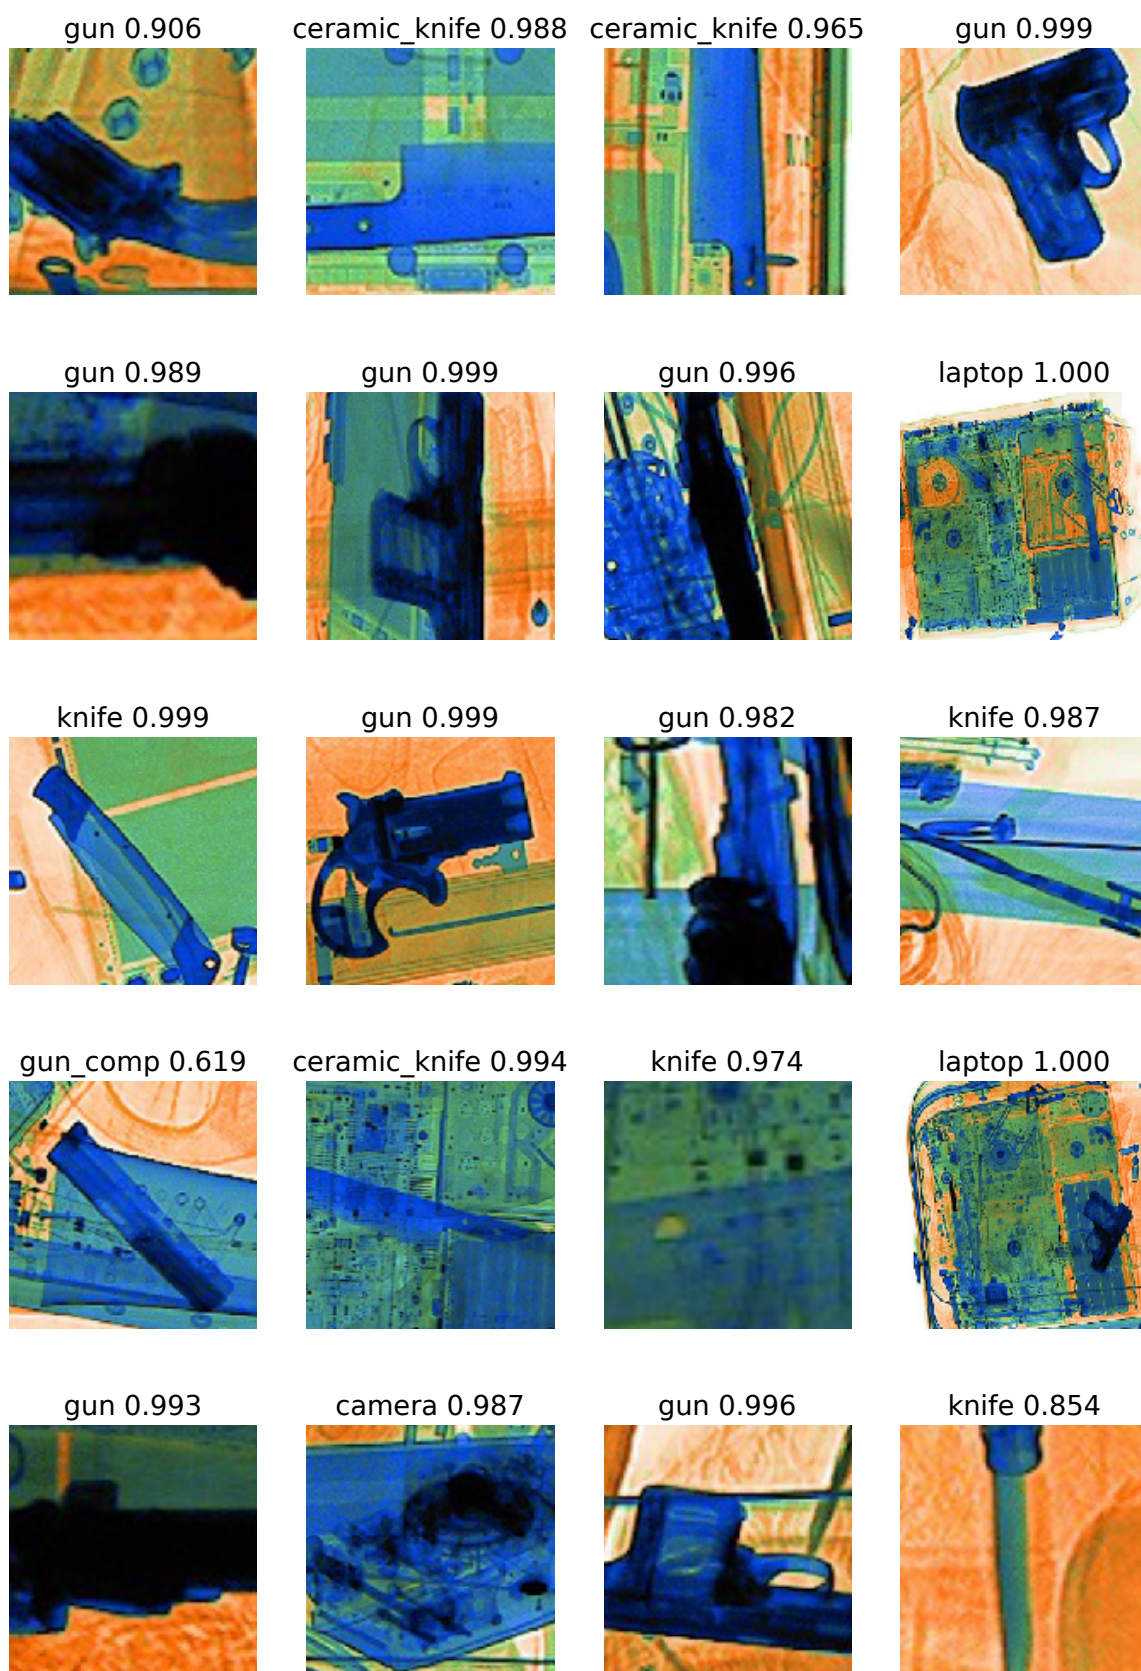 gun 0.906 ceramic_knife 0.988 ceramic_knife 0.965 gun 0.999
gun 0.989 gun 0.999 gun 0.996 laptop 1.000
knife 0.999 gun 0.999 gun 0.982 knife 0.987
gun_comp 0.619 ceramic_knife 0.994 knife 0.974 laptop 1.000
gun 0.993 camera 0.987 gun 0.996 knife 0.854